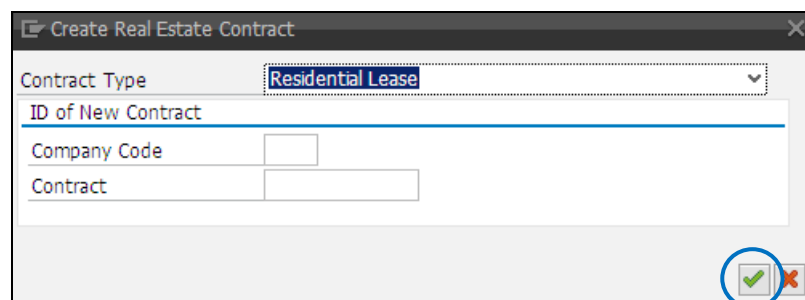 Create Real Estate Contract
Contract Type Residential Lease
ID of New Contract
Company Code
Contract